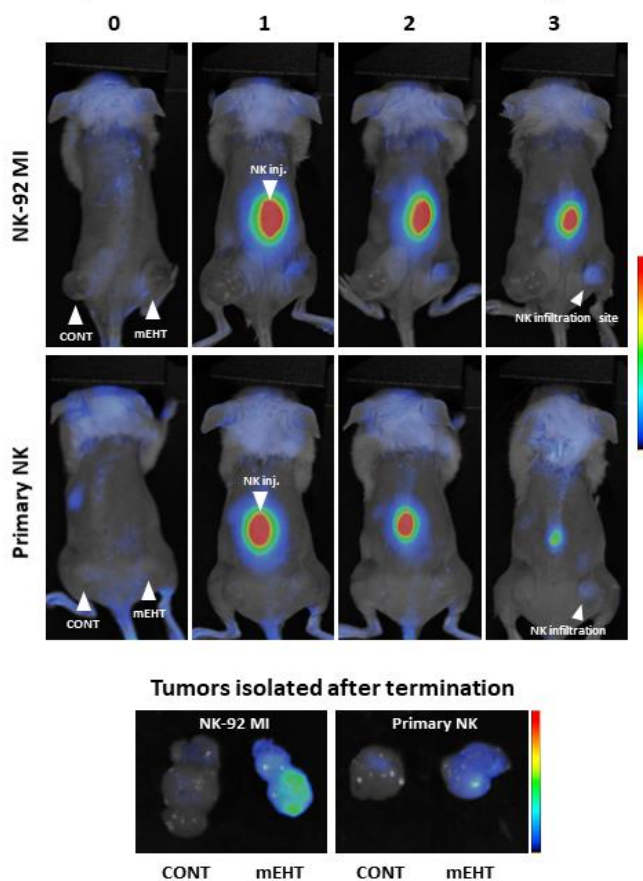 0 1 2 3
NK-92 MI
NK inj.
CONT
mEHT
NK infiltration site
Primary NK
NK inj.
CONT
mEHT
NK infiltration
Tumors isolated after termination
NK-92 MI
Primary NK
CONT mEHT CONT mEHT